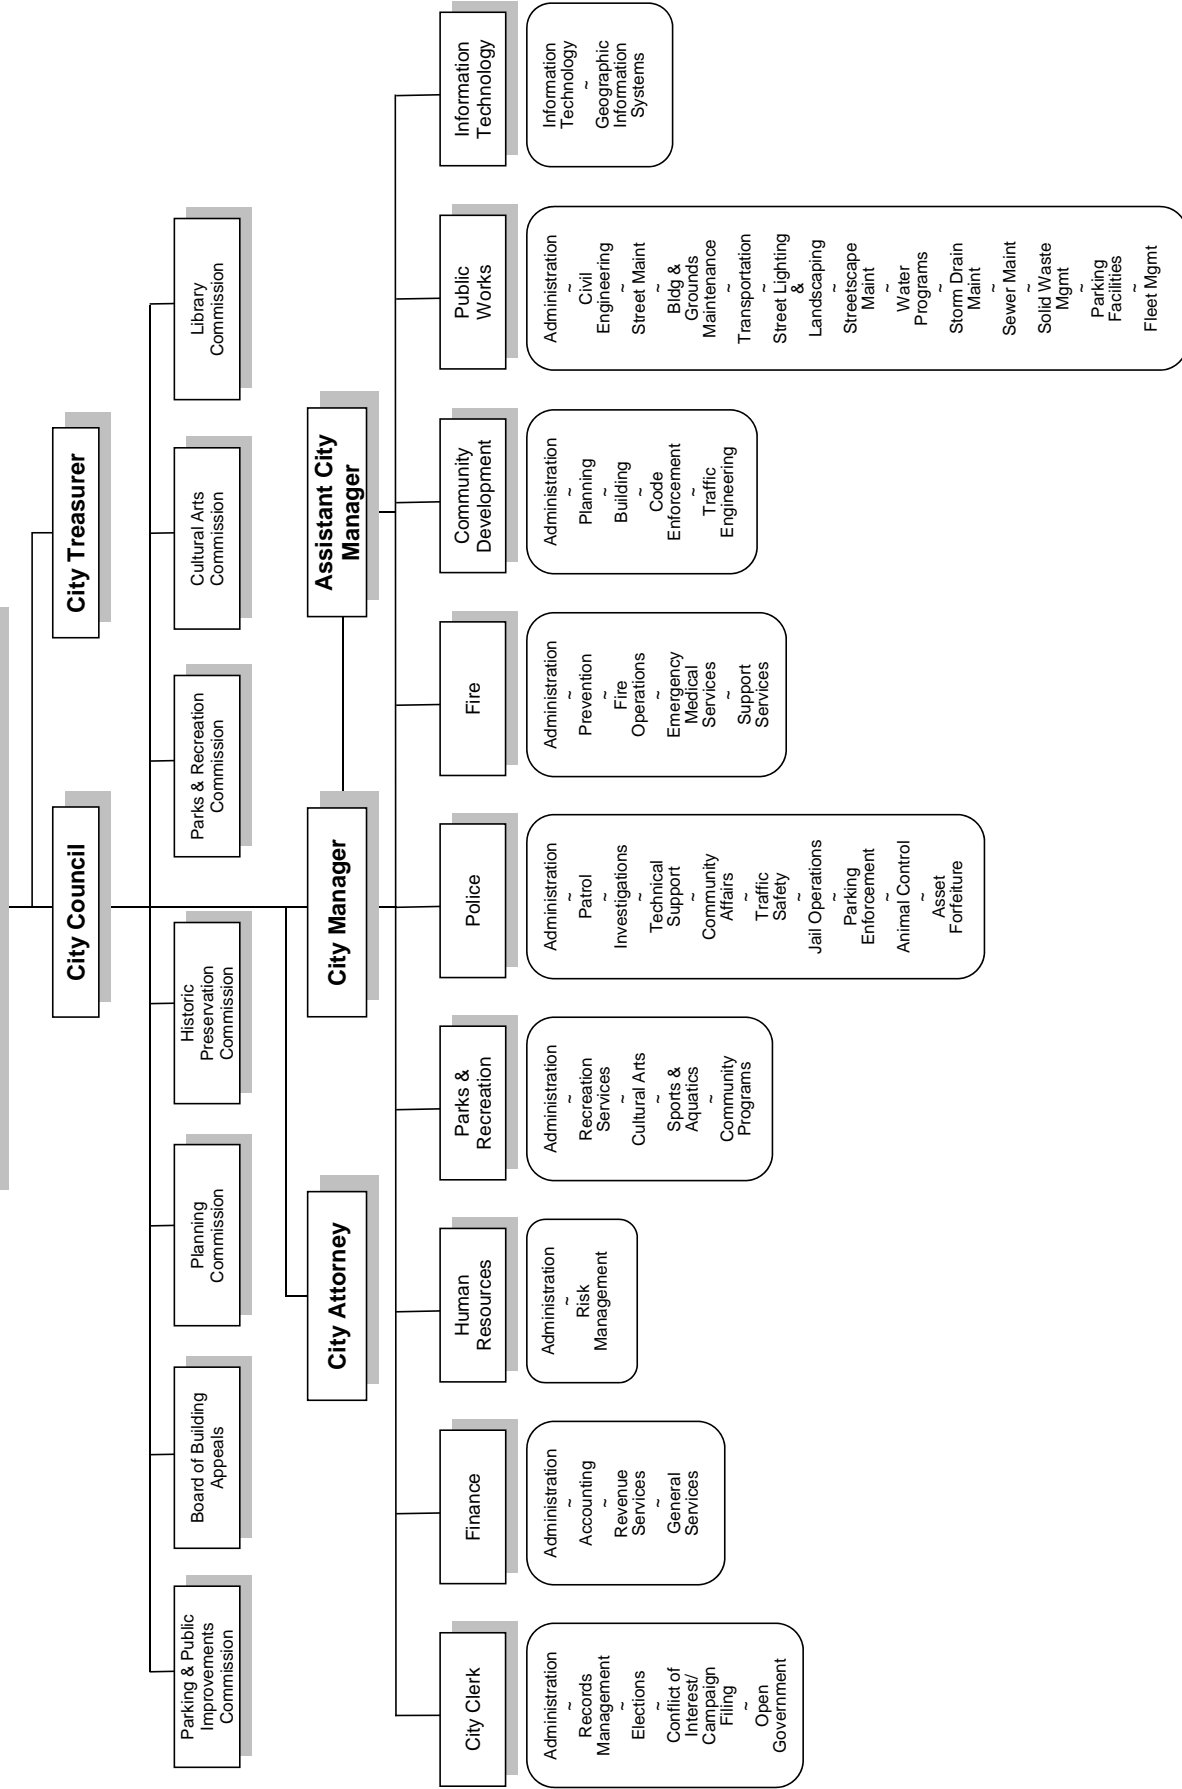 City Council
City Treasurer
Parking & Public
Improvements
Commission
Board of Building
Appeals
Planning
Commission
Historic
Preservation
Commission
Parks & Recreation
Commission
Cultural Arts
Commission
Library
Commission
City Attorney
City Manager
Assistant City
Manager
City Clerk
Administration
~
Records
Management
~
Elections
~
Conflict of
Interest/
Campaign
Filing
~
Open
Government
Finance
Administration
~
Accounting
~
Revenue
Services
~
General
Services
Human
Resources
Administration
~
Risk
Management
Parks &
Recreation
Administration
~
Recreation
Services
~
Cultural Arts
~
Sports &
Aquatics
~
Community
Programs
Police
Administration
~
Patrol
~
Investigations
~
Technical
Support
~
Community
Affairs
~
Traffic
Safety
~
Jail Operations
~
Parking
Enforcement
~
Animal Control
~
Asset
Forfeiture
Fire
Administration
~
Prevention
~
Fire
Operations
~
Emergency
Medical
Services
~
Support
Services
Community
Development
Administration
~
Planning
~
Building
~
Code
Enforcement
~
Traffic
Engineering
Public
Works
Administration
~
Civil
Engineering
~
Street Maint
~
Bldg &
Grounds
Maintenance
~
Transportation
~
Street Lighting
&
Landscaping
~
Streetscape
Maint
~
Water
Programs
~
Storm Drain
Maint
~
Sewer Maint
~
Solid Waste
Mgmt
~
Parking
Facilities
~
Fleet Mgmt
Information
Technology
Information
Technology
~
Geographic
Information
Systems